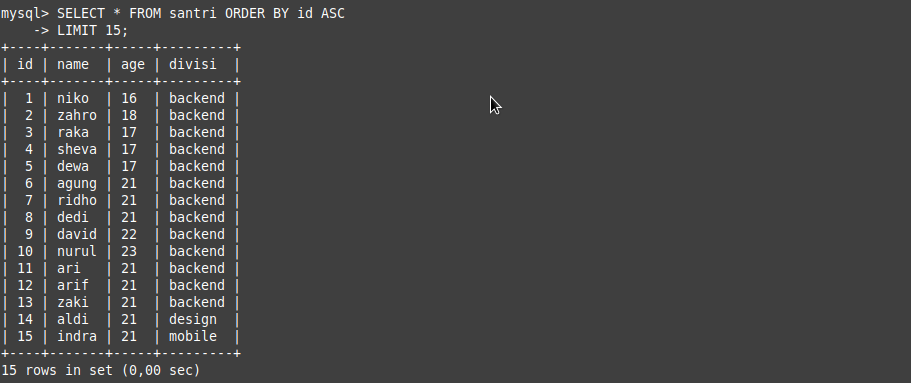 mysql> SELECT * FROM santri ORDER BY id ASC
    -> LIMIT 15;
+----+-------+-----+---------+
| id | name  | age | divisi  |
+----+-------+-----+---------+
|  1 | niko  | 16  | backend |
|  2 | zahro | 18  | backend |
|  3 | raka  | 17  | backend |
|  4 | sheva | 17  | backend |
|  5 | dewa  | 17  | backend |
|  6 | agung | 21  | backend |
|  7 | ridho | 21  | backend |
|  8 | dedi  | 21  | backend |
|  9 | david | 22  | backend |
| 10 | nurul | 23  | backend |
| 11 | ari   | 21  | backend |
| 12 | arif  | 21  | backend |
| 13 | zaki  | 21  | backend |
| 14 | aldi  | 21  | design  |
| 15 | indra | 21  | mobile  |
+----+-------+-----+---------+
15 rows in set (0,00 sec)